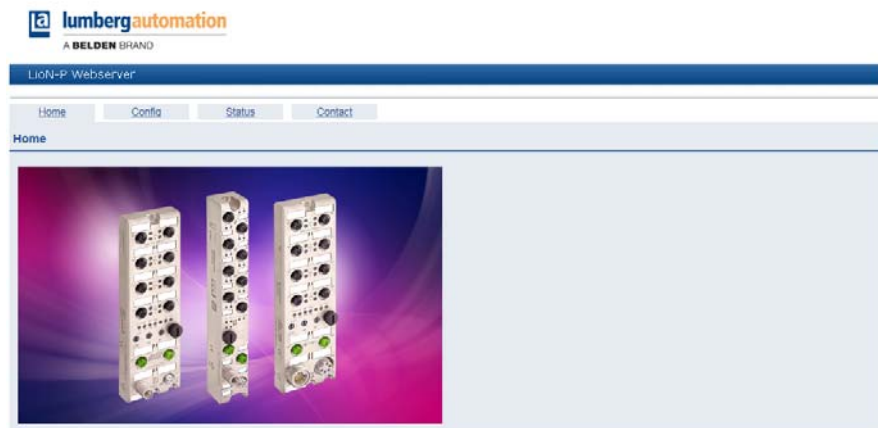 lumbergautomation
A BELDEN BRAND
LioN-P Webserver
Home Config Status Contact
Home